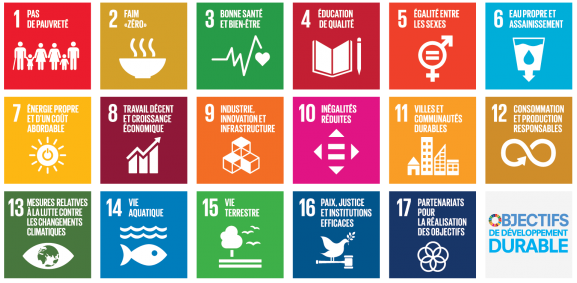 1 PAS
DE PAUVRETÉ
2 FAIM
«ZÉRO»
3 BONNE SANTÉ
ET BIEN-ÊTRE
4 ÉDUCATION
DE QUALITÉ
5 ÉGALITÉ ENTRE
LES SEXES
6 EAU PROPRE ET
ASSAINISSEMENT
7 ÉNERGIE PROPRE
ET D'UN COÛT
ABORDABLE
8 TRAVAIL DÉCENT
ET CROISSANCE
ÉCONOMIQUE
9 INDUSTRIE,
INNOVATION ET
INFRASTRUCTURE
10 INÉGALITÉS
RÉDUITES
11 VILLES ET
COMMUNAUTÉS
DURABLES
12 CONSOMMATION
ET PRODUCTION
RESPONSABLES
13 MESURES RELATIVES
À LA LUTTE CONTRE
LES CHANGEMENTS
CLIMATIQUES
14 VIE
AQUATIQUE
15 VIE
TERRESTRE
16 PAIX, JUSTICE
ET INSTITUTIONS
EFFICACES
17 PARTENARIATS
POUR
LA RÉALISATION
DES OBJECTIFS
OBJECTIFS
DE DÉVELOPPEMENT
DURABLE